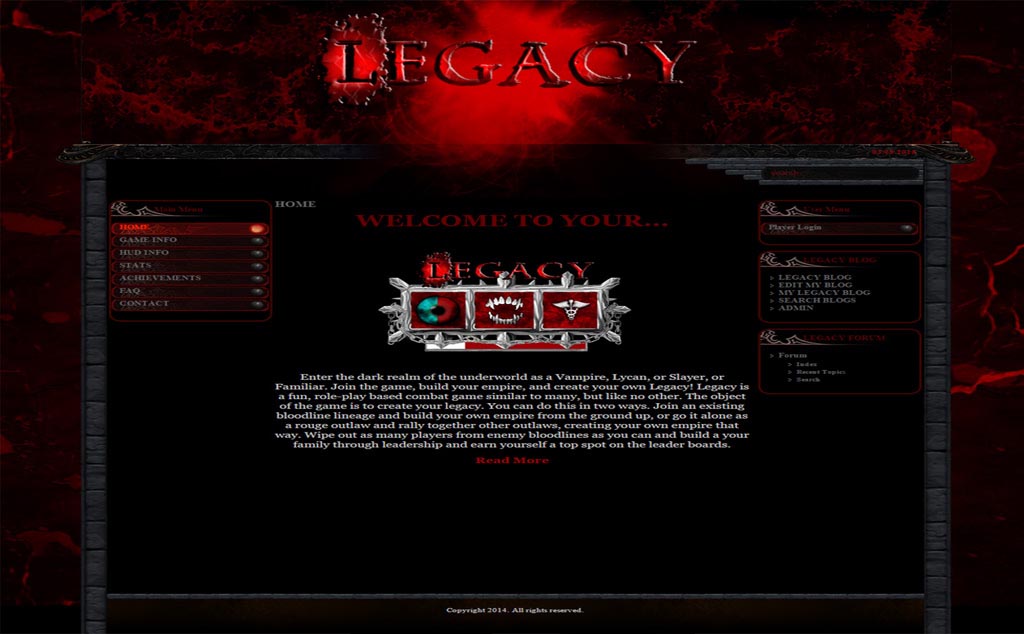 LEGACY
Main Menu
HOME
GAME INFO
HUD INFO
STATS
ACHIEVEMENTS
FAQ
CONTACT
HOME
WELCOME TO YOUR...
LEGACY
Enter the dark realm of the underworld as a Vampire, Lycan, or Slayer, or
Familiar. Join the game, build your empire, and create your own Legacy! Legacy is
a fun, role-play based combat game similar to many, but like no other. The object
of the game is to create your legacy. You can do this in two ways. Join an existing
bloodline lineage and build your own empire from the ground up, or go it alone as
a rouge outlaw and rally together other outlaws, creating your own empire that
way. Wipe out as many players from enemy bloodlines as you can and build a your
family through leadership and earn yourself a top spot on the leader boards.
Read More
User Menu
Player Login
LEGACY BLOG
> LEGACY BLOG
> EDIT MY BLOG
> MY LEGACY BLOG
> SEARCH BLOGS
> ADMIN
LEGACY FORUM
> Forum
> Index
> Recent Topics
> Search
Copyright 2014. All rights reserved.